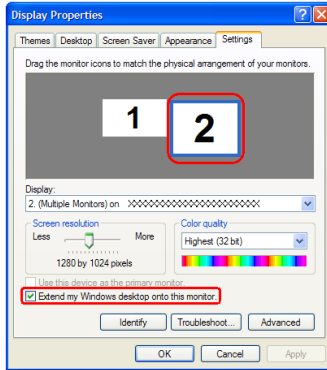 Display Properties
Themes Desktop Screen Saver Appearance Settings
Drag the monitor icons to match the physical arrangement of your monitors.
1 2
Display:
2. (Multiple Monitors) on XXXXXXXXXXXXXXXXXXXX
Screen resolution Color quality
Less More Highest (32 bit)
1280 by 1024 pixels
Use this device as the primary monitor.
Extend my Windows desktop onto this monitor.
Identify Troubleshoot... Advanced
OK Cancel Apply